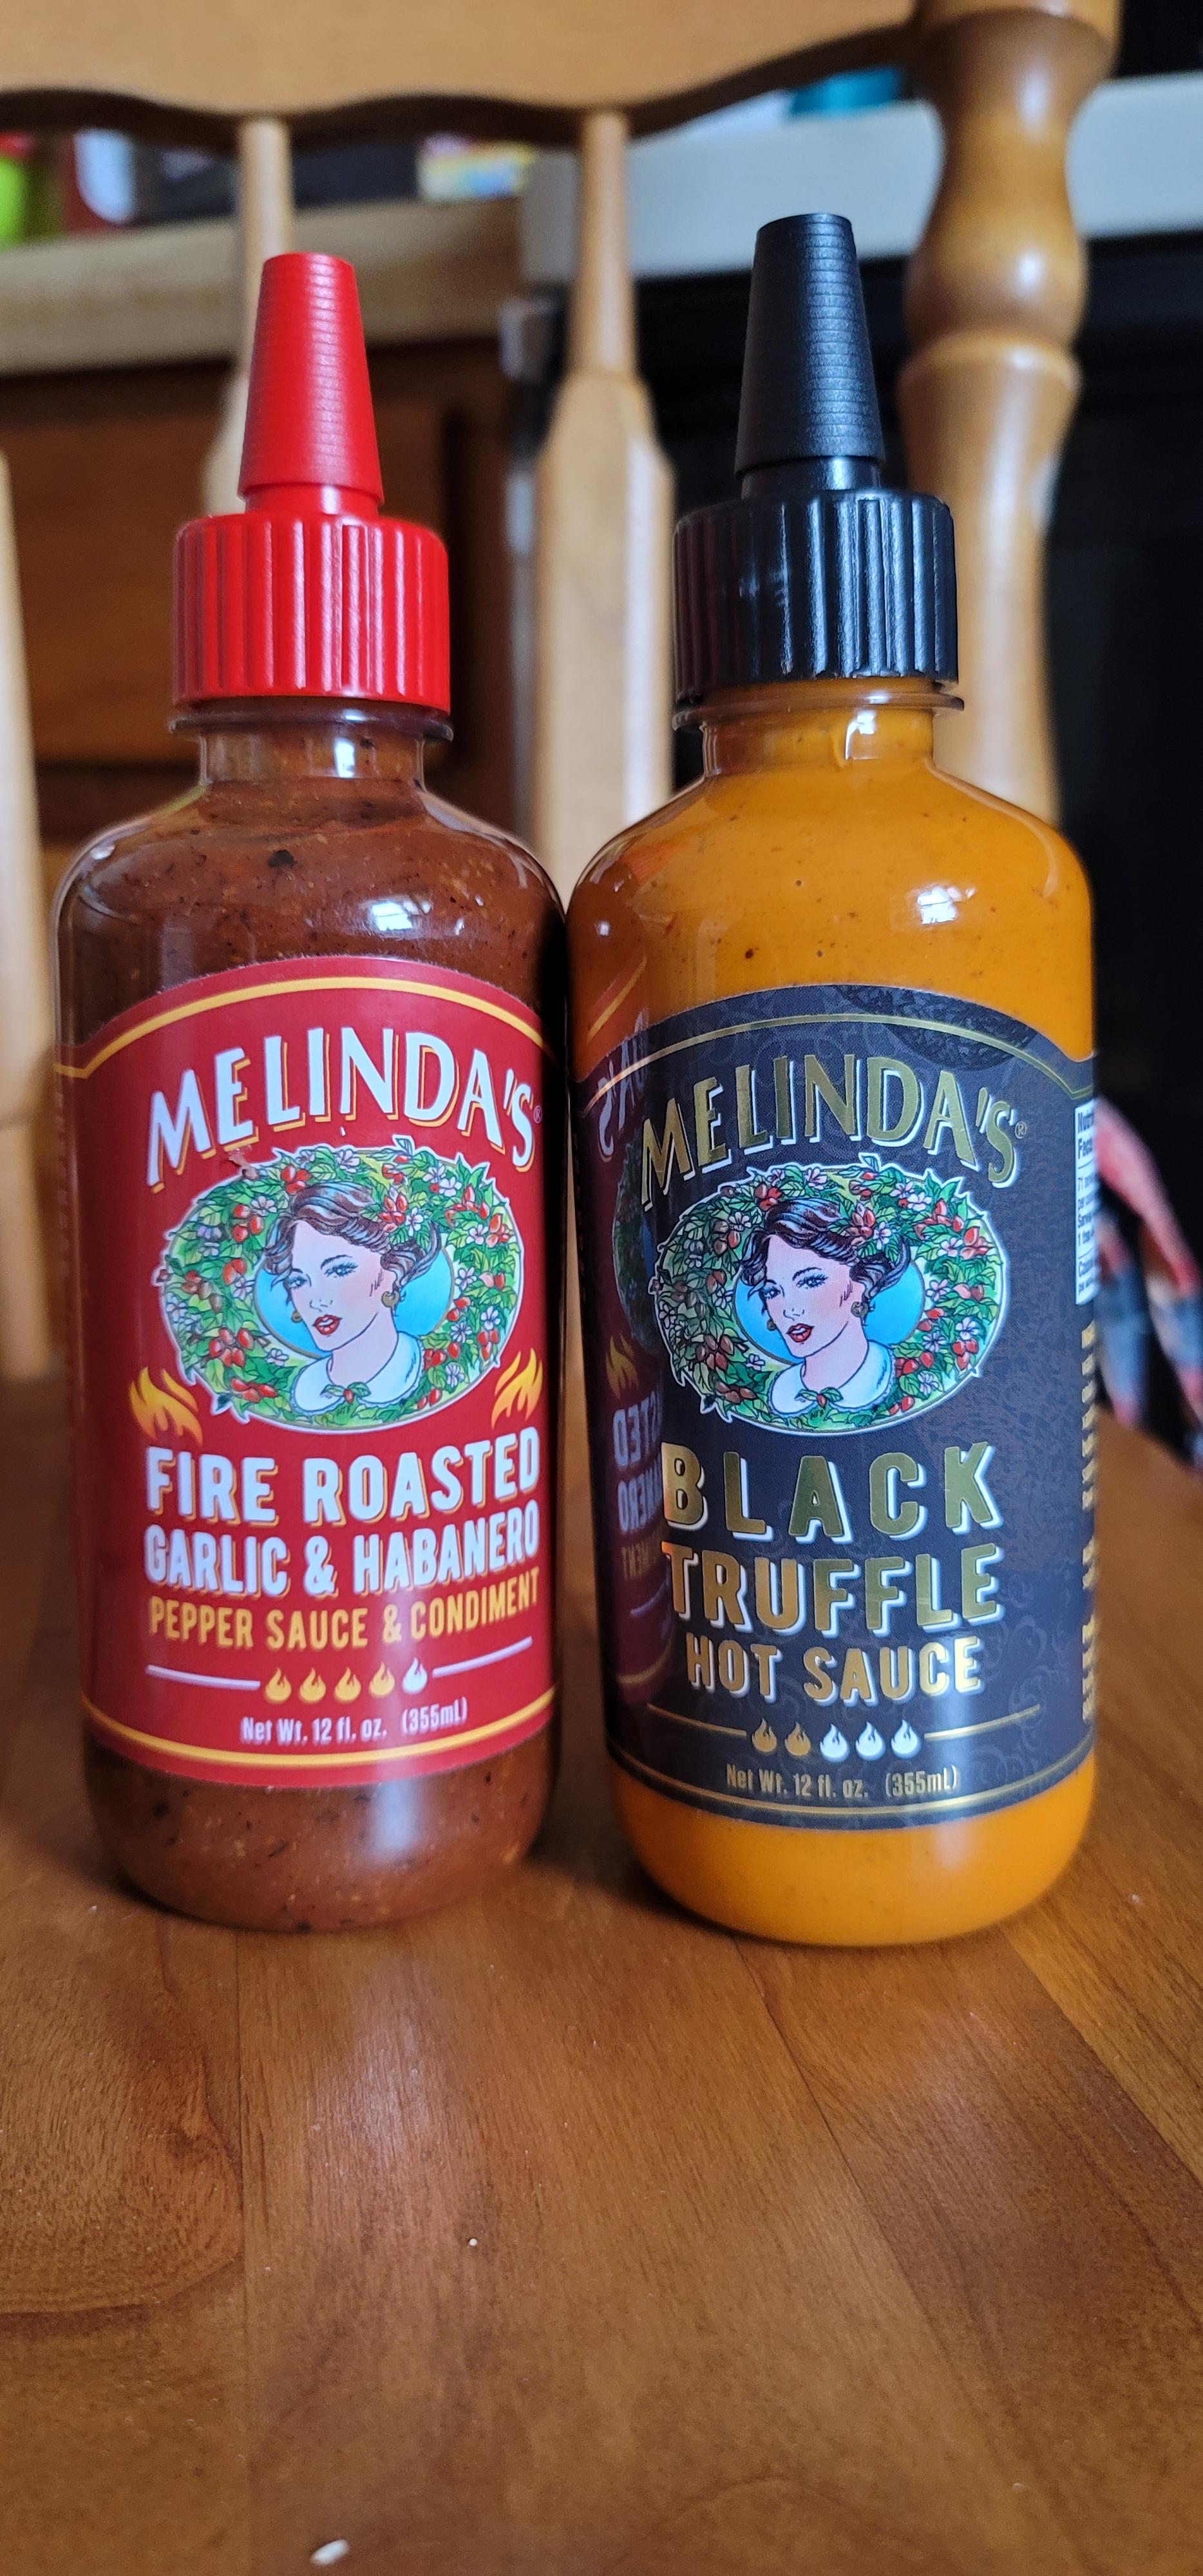 MELINDA'S®
FIRE ROASTED
GARLIC & HABANERO
PEPPER SAUCE & CONDIMENT
Net Wt. 12 fl. oz. (355mL)
MELINDA'S®
BLACK
TRUFFLE
HOT SAUCE
Net Wt. 12 fl. oz. (355mL)